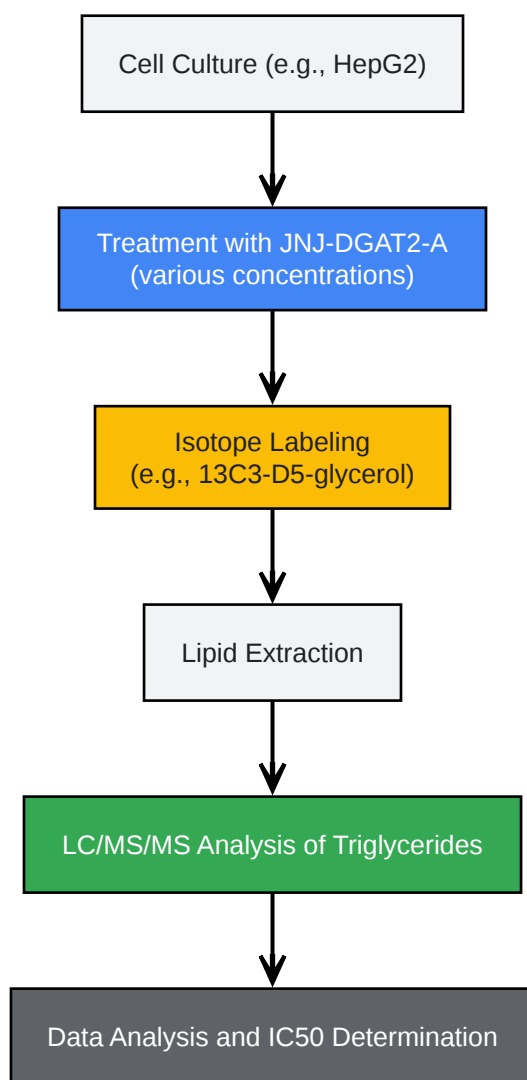 Cell Culture (e.g., HepG2)
Treatment with JNJ-DGAT2-A
(various concentrations)
Isotope Labeling
(e.g., 13C3-D5-glycerol)
Lipid Extraction
LC/MS/MS Analysis of Triglycerides
Data Analysis and IC50 Determination